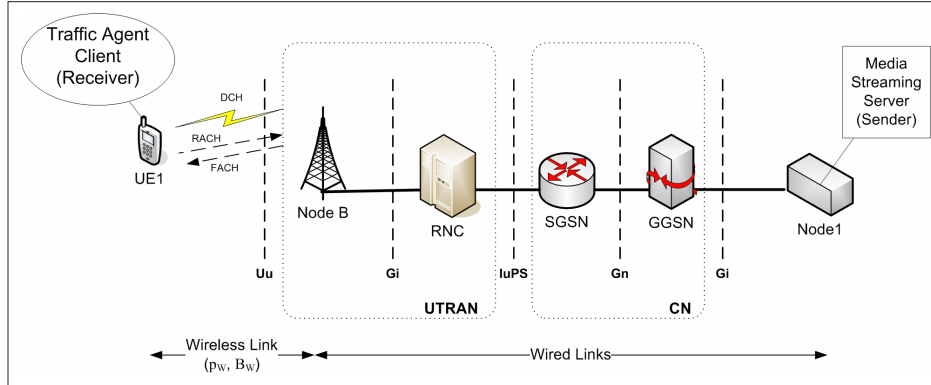 Traffic Agent
Client
(Receiver)
Media
Streaming
Server
(Sender)
DCH
RACH
FACH
UE1
Node B
RNC
SGSN
GGSN
Node1
Uu
Gi
IuPS
Gn
Gi
UTRAN
CN
Wireless Link
(pw, Bw)
Wired Links